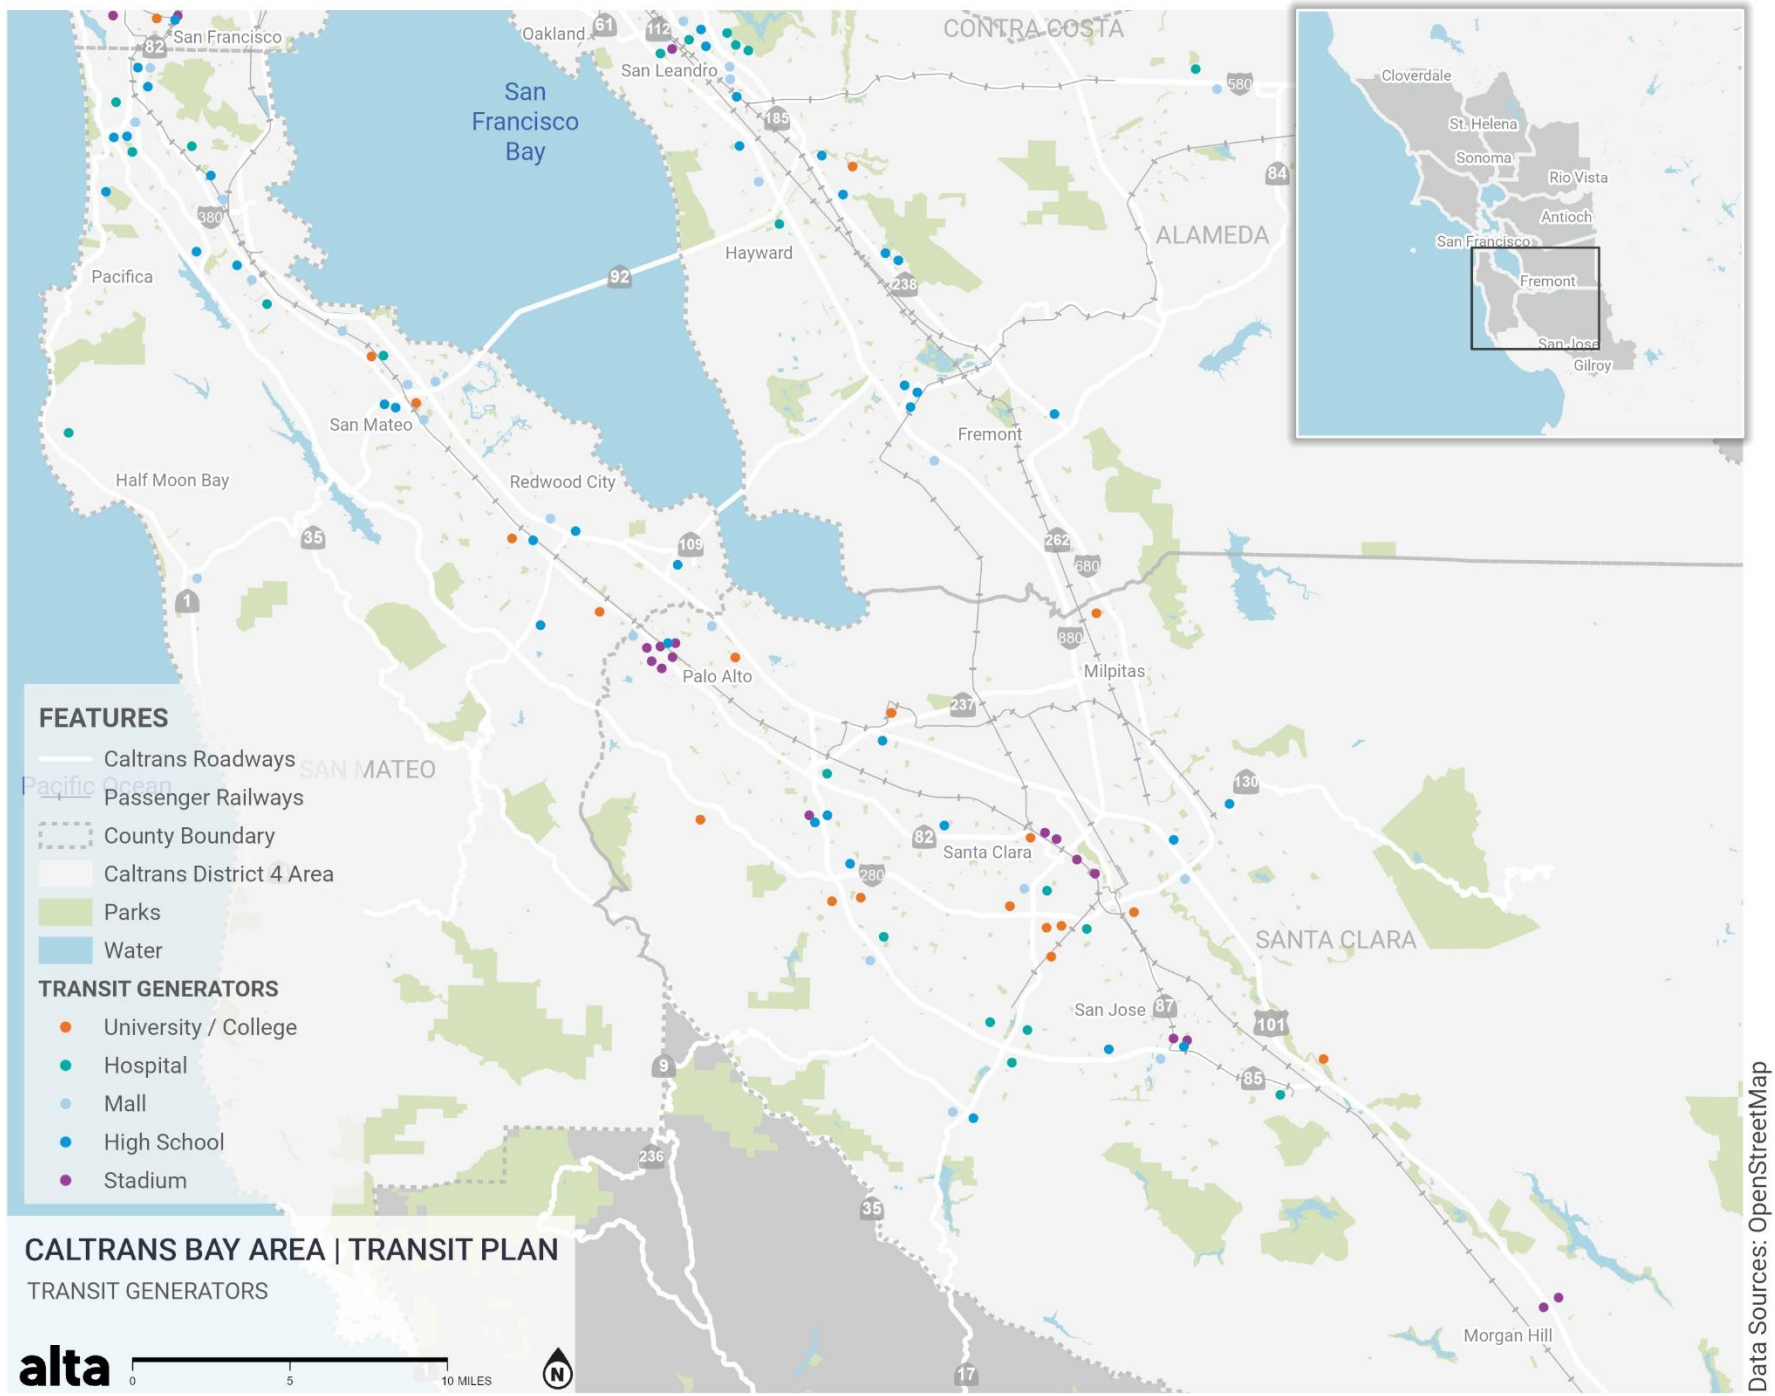 San Francisco
82
Oakland
61
112
San Leandro
CONTRA COSTA
580
San
Francisco
Bay
185
84
380
Hayward
ALAMEDA
Pacifica
92
238
San Mateo
Fremont
Half Moon Bay
Redwood City
35
109
262
680
1
880
Palo Alto
Milpitas
237
SAN MATEO
Pacific Ocean
130
82
Santa Clara
280
SANTA CLARA
San Jose
87
101
9
85
236
35
Morgan Hill
17
Cloverdale
St. Helena
Sonoma
Rio Vista
Antioch
San Francisco
Fremont
San Jose
Gilroy
FEATURES
Caltrans Roadways
Passenger Railways
County Boundary
Caltrans District 4 Area
Parks
Water
TRANSIT GENERATORS
University / College
Hospital
Mall
High School
Stadium
CALTRANS BAY AREA | TRANSIT PLAN
TRANSIT GENERATORS
alta
0 5 10 MILES
N
Data Sources: OpenStreetMap